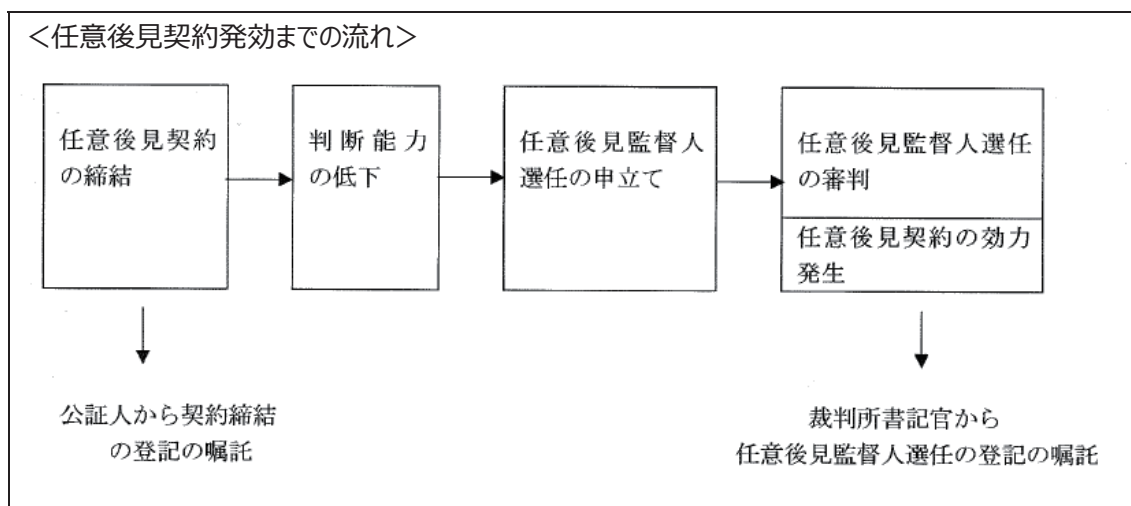 <任意後見契約発効までの流れ>
任意後見契約
の締結
判断能力
の低下
任意後見監督人
選任の申立て
任意後見監督人選任
の審判
任意後見契約の効力
発生
公証人から契約締結
の登記の嘱託
裁判所書記官から
任意後見監督人選任の登記の嘱託